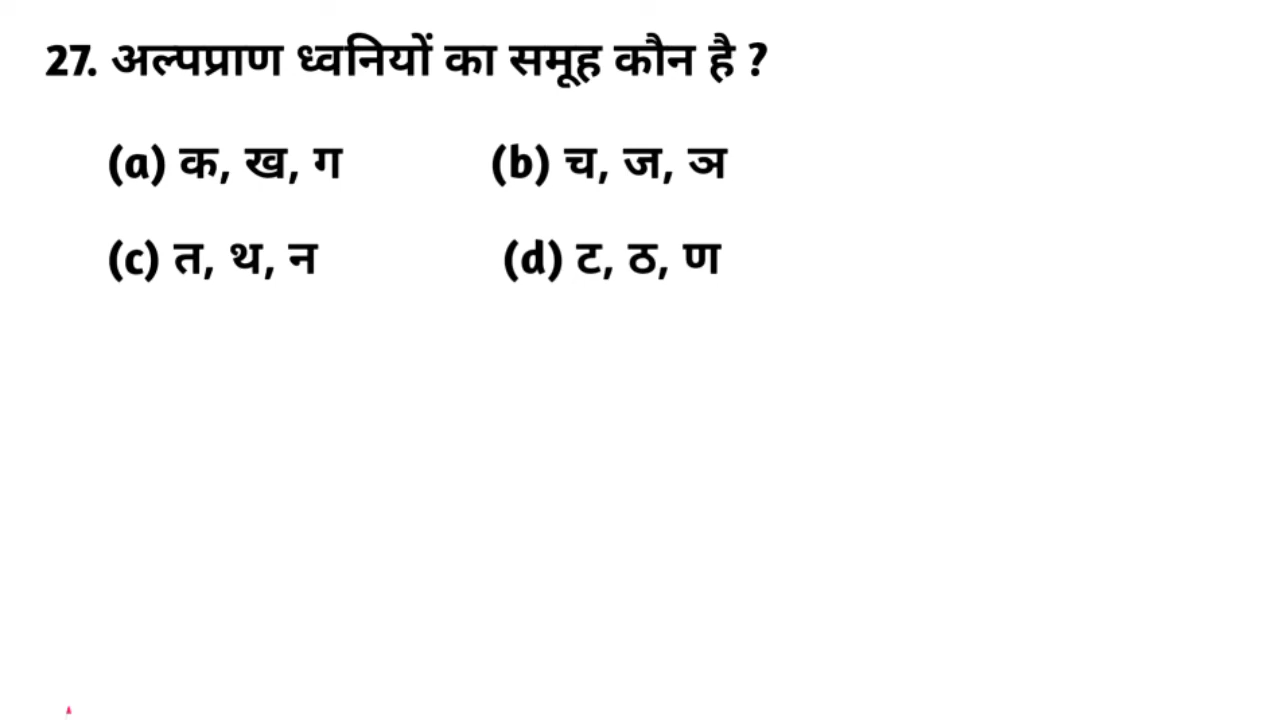 27. अल्पप्राण ध्वनियों का समूह कौन है ?
(a) क, ख, ग (b) च, ज, ञ
(c) त, थ, न (d) ट, ठ, ण